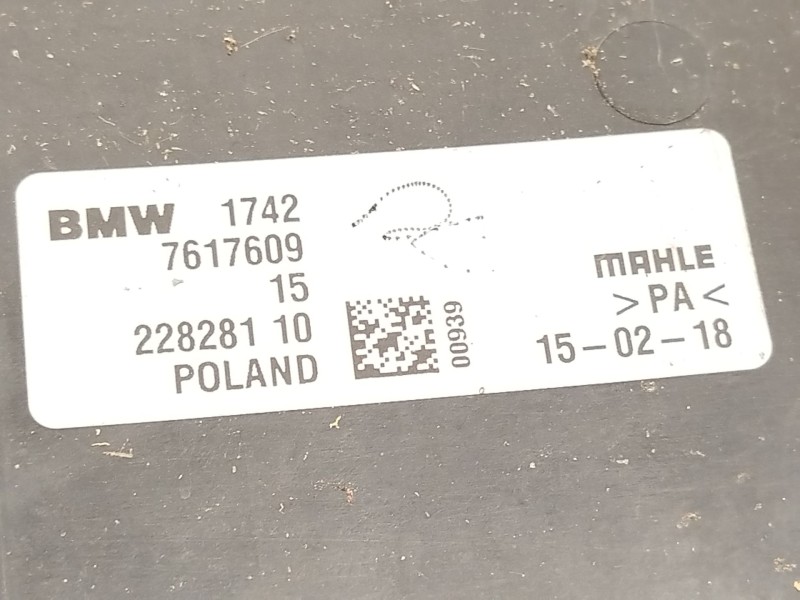 BMW 1742
7617609
15
228281 10
POLAND
00939
MAHLE
>PA<
15-02-18